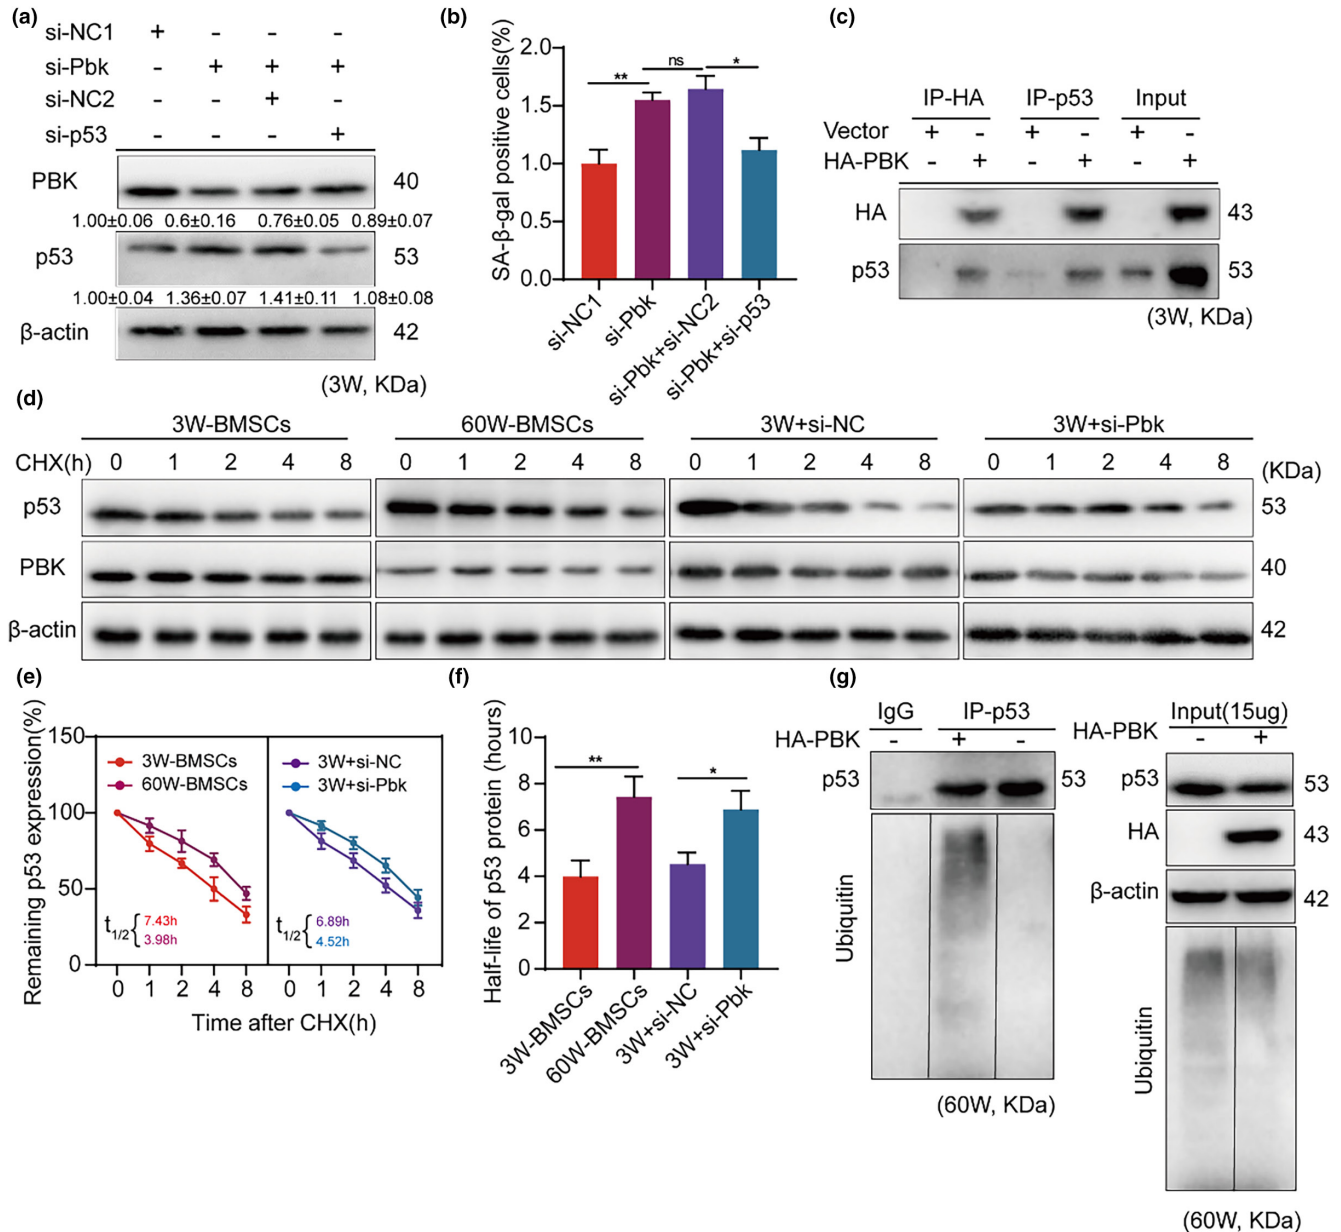 (a)
si-NC1 + - - -
si-Pbk - + + +
si-NC2 - - + -
si-p53 - - - +
PBK 40
1.00±0.06 0.6±0.16 0.76±0.05 0.89±0.07
p53 53
1.00±0.04 1.36±0.07 1.41±0.11 1.08±0.08
β-actin 42
(3W, KDa)
(b)
SA-β-gal positive cells(%)
2.0
1.5
1.0
0.5
0.0
** ns *
si-NC1
si-Pbk
si-Pbk+si-NC2
si-Pbk+si-p53
(c)
IP-HA IP-p53 Input
Vector + - + - + -
HA-PBK - + - + - +
HA 43
p53 53
(3W, KDa)
(d)
3W-BMSCs 60W-BMSCs 3W+si-NC 3W+si-Pbk
CHX(h) 0 1 2 4 8 0 1 2 4 8 0 1 2 4 8 0 1 2 4 8 (KDa)
p53 53
PBK 40
β-actin 42
(e)
Remaining p53 expression(%)
150
100
50
0
3W-BMSCs
60W-BMSCs
3W+si-NC
3W+si-Pbk
t1/2{
7.43h
3.98h
t1/2{
6.89h
4.52h
0 1 2 4 8 0 1 2 4 8
Time after CHX(h)
(f)
Half-life of p53 protein (hours)
10
8
6
4
2
0
** *
3W-BMSCs
60W-BMSCs
3W+si-NC
3W+si-Pbk
(g)
IgG IP-p53
HA-PBK - + -
p53 53
Ubiquitin
(60W, KDa)
Input(15ug)
HA-PBK - +
p53 53
HA 43
β-actin 42
Ubiquitin
(60W, KDa)